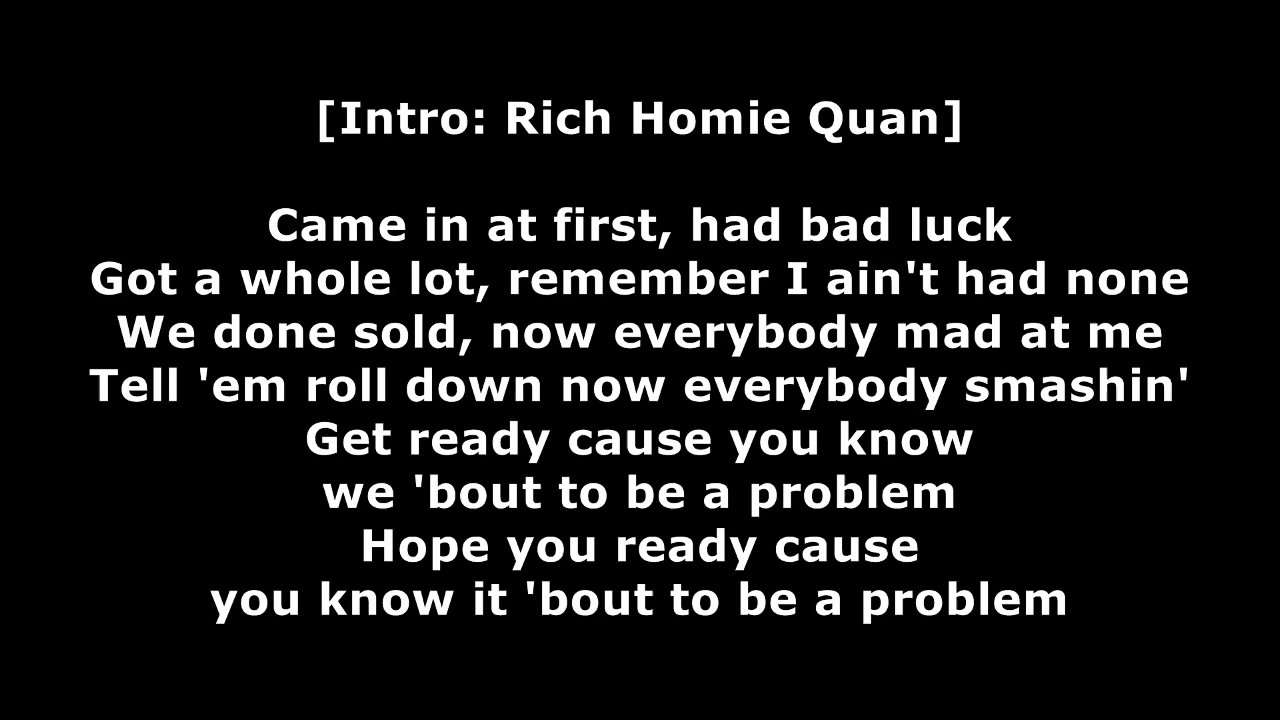 [Intro: Rich Homie Quan]
Came in at first, had bad luck
Got a whole lot, remember I ain't had none
We done sold, now everybody mad at me
Tell 'em roll down now everybody smashin'
Get ready cause you know
we 'bout to be a problem
Hope you ready cause
you know it 'bout to be a problem